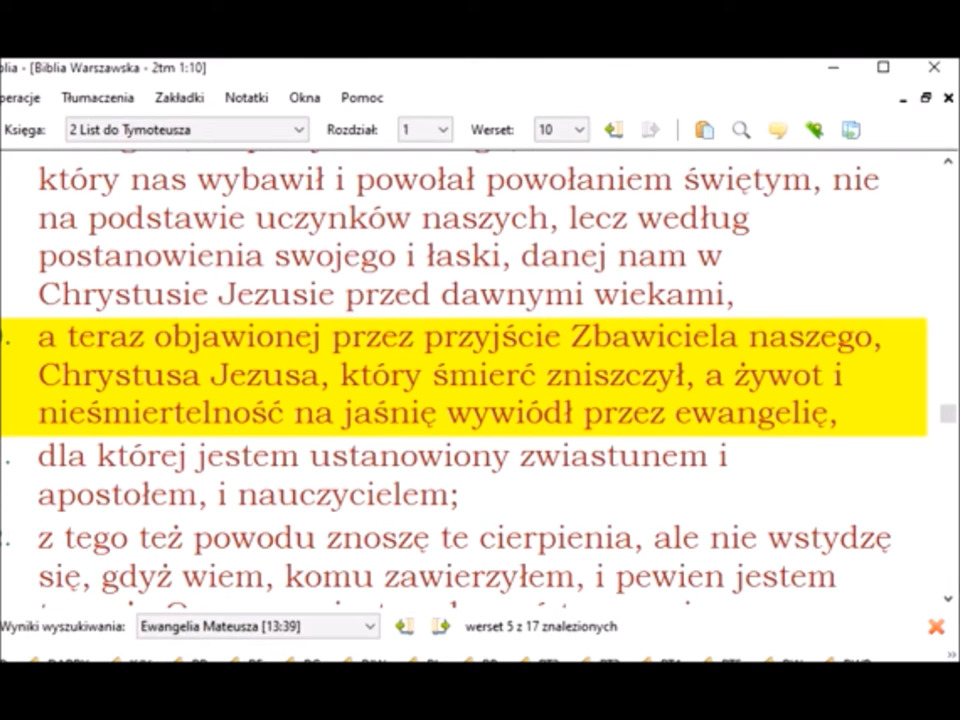 olia - [Biblia Warszawska - 2tm 1:10]
peracje Tłumaczenia Zakładki Notatki Okna Pomoc
Księga: 2 List do Tymoteusza Rozdział: 1 Werset: 10
który nas wybawił i powołał powołaniem świętym, nie
na podstawie uczynków naszych, lecz według
postanowienia swojego i łaski, danej nam w
Chrystusie Jezusie przed dawnymi wiekami,
a teraz objawionej przez przyjście Zbawiciela naszego,
Chrystusa Jezusa, który śmierć zniszczył, a żywot i
nieśmiertelność na jaśnię wywiódł przez ewangelię,
dla której jestem ustanowiony zwiastunem i
apostołem, i nauczycielem;
z tego też powodu znoszę te cierpienia, ale nie wstydzę
się, gdyż wiem, komu zawierzyłem, i pewien jestem
Wyniki wyszukiwania: Ewangelia Mateusza [13:39] werset 5 z 17 znalezionych